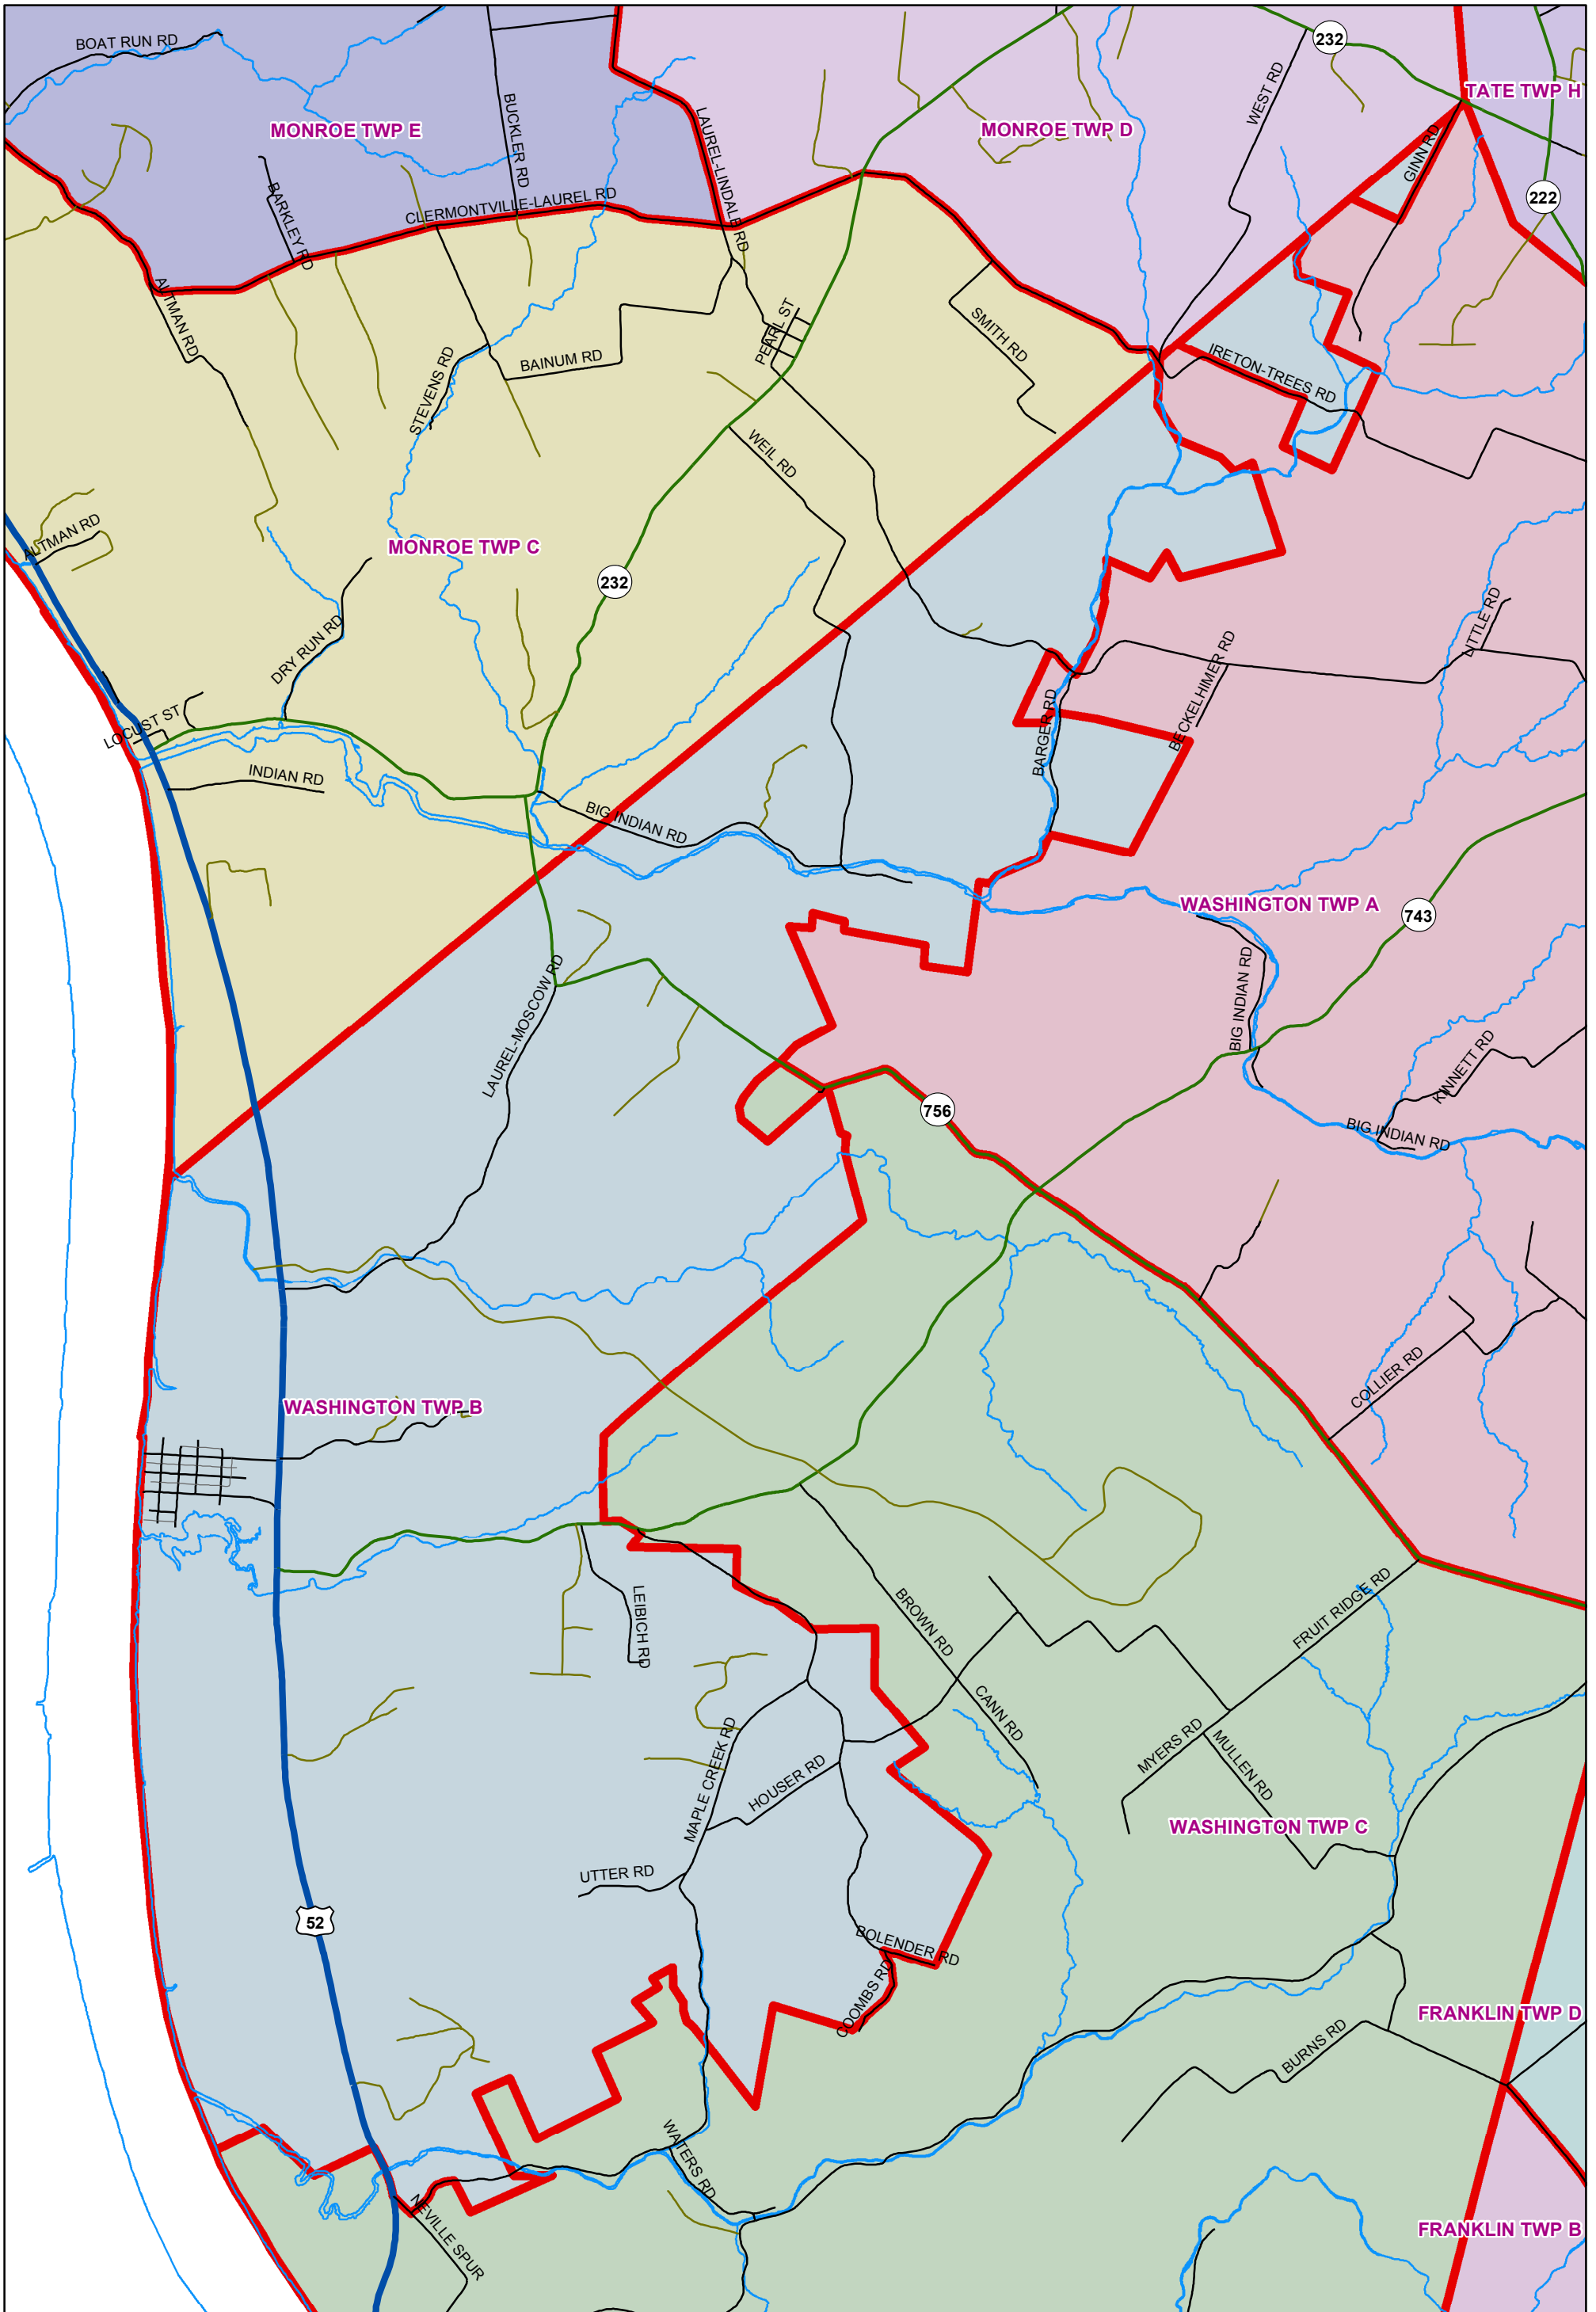 232
BOAT RUN RD
TATE TWP H
MONROE TWP E
BUCKLER RD
LAUREL-LINDALE RD
MONROE TWP D
WEST RD
GINN RD
222
BARKLEY RD
CLERMONTVILLE-LAUREL RD
ALTMAN RD
PEARL ST
SMITH RD
STEVENS RD
BAINUM RD
IRETON-TREES RD
WEIL RD
ALTMAN RD
MONROE TWP C
232
DRY RUN RD
LITTLE RD
BECKELHIMER RD
LOCUST ST
BARGER RD
INDIAN RD
BIG INDIAN RD
WASHINGTON TWP A
743
LAUREL-MOSCOW RD
BIG INDIAN RD
KINNETT RD
756
BIG INDIAN RD
COLLIER RD
WASHINGTON TWP B
LEIBICH RD
BROWN RD
FRUIT RIDGE RD
CANN RD
MYERS RD
MULLEN RD
MAPLE CREEK RD
HOUSER RD
WASHINGTON TWP C
UTTER RD
52
BOLENDER RD
COOMBS RD
FRANKLIN TWP D
BURNS RD
WATERS RD
NEVILLE SPUR
FRANKLIN TWP B